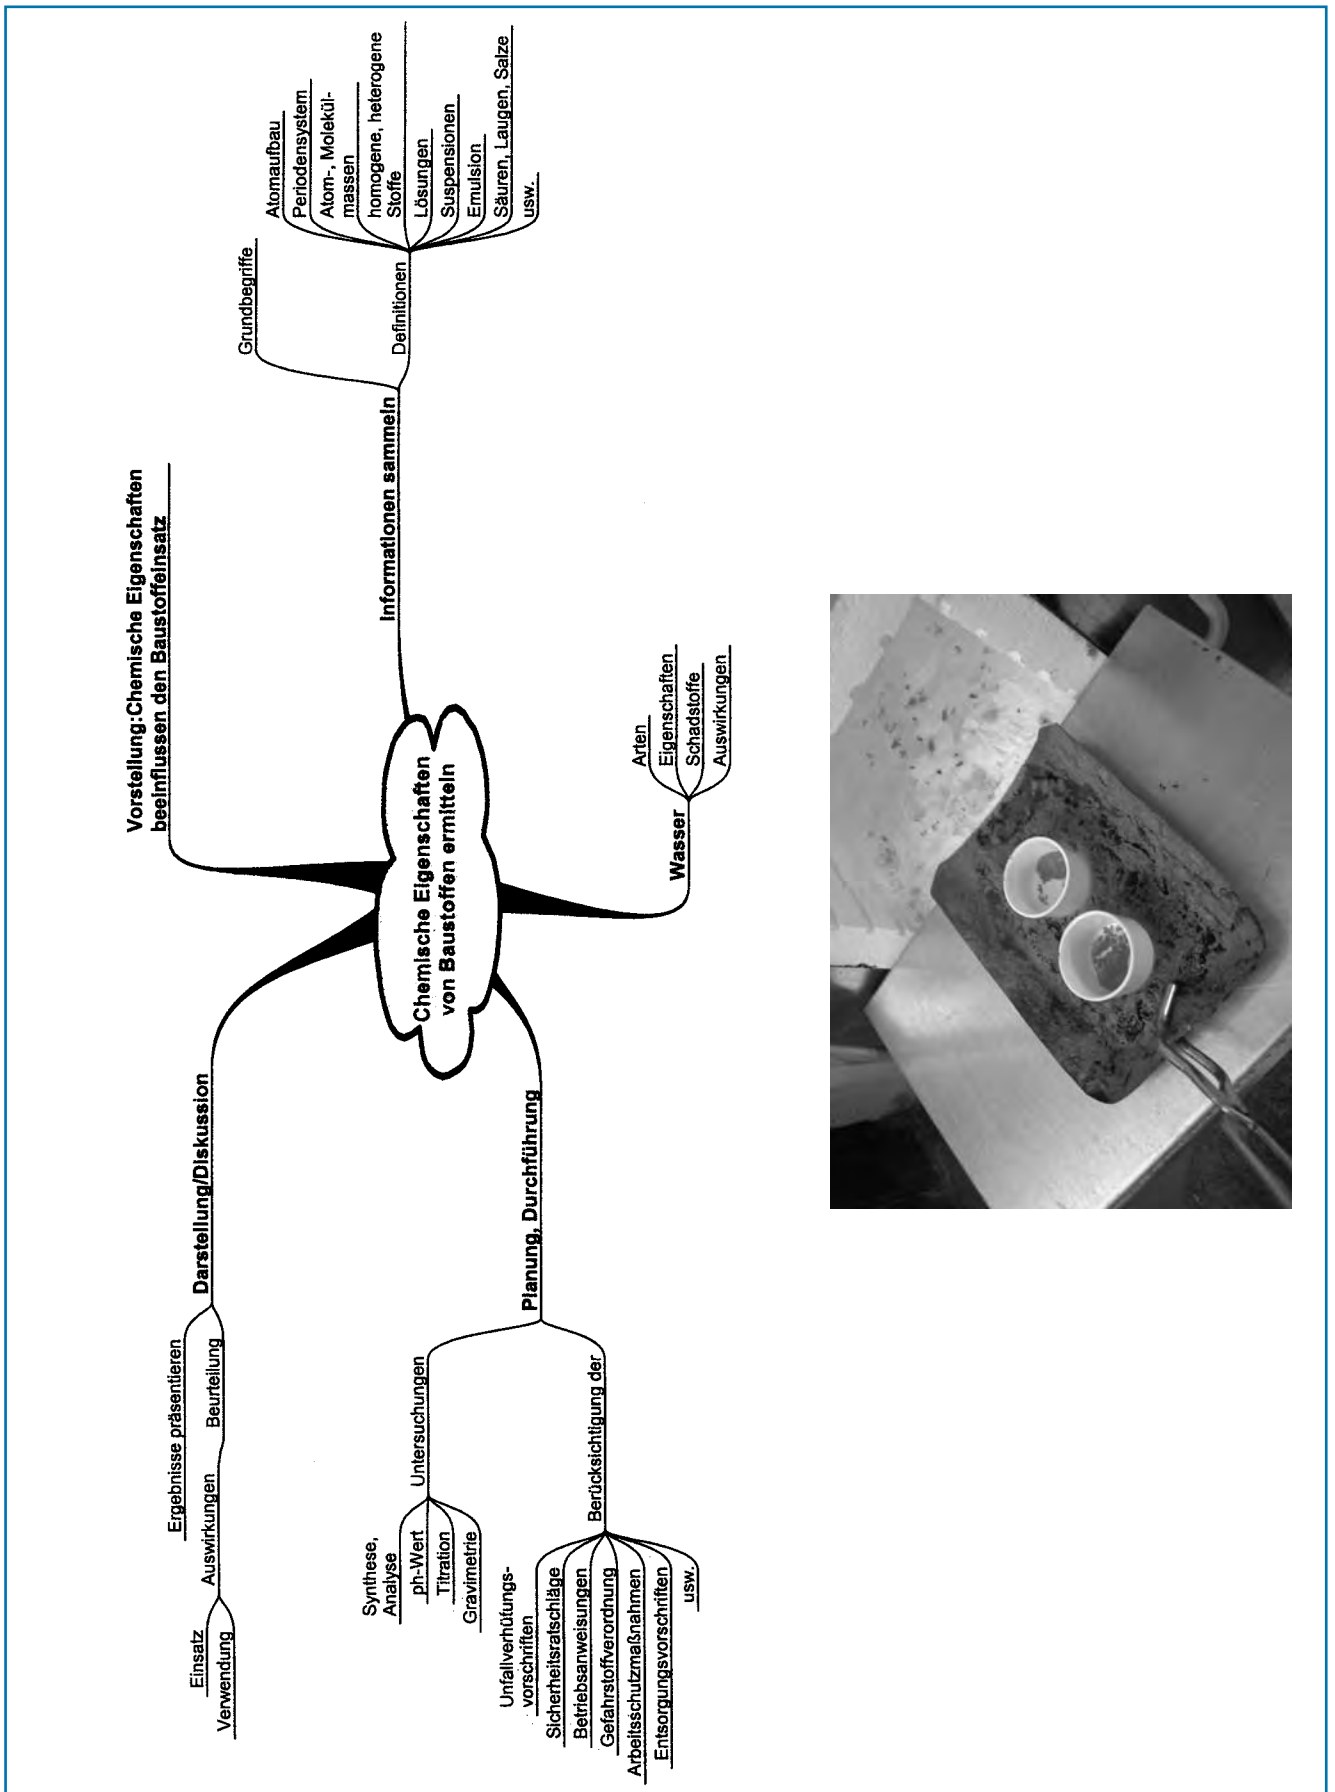 Chemische Eigenschaften
von Baustoffen ermitteln
Vorstellung:Chemische Eigenschaften
beeinflussen den Baustoffeinsatz
Informationen sammeln
Grundbegriffe
Definitionen
Atomaufbau
Periodensystem
Atom-, Molekül-
massen
homogene, heterogene
Stoffe
Lösungen
Suspensionen
Emulsion
Säuren, Laugen, Salze
usw.
Wasser
Arten
Eigenschaften
Schadstoffe
Auswirkungen
Planung, Durchführung
Untersuchungen
Synthese,
Analyse
ph-Wert
Titration
Gravimetrie
Berücksichtigung der
Unfallverhütungs-
vorschriften
Sicherheitsratschläge
Betriebsanweisungen
Gefahrstoffverordnung
Arbeitsschutzmaßnahmen
Entsorgungsvorschriften
usw.
Darstellung/Diskussion
Ergebnisse präsentieren
Beurteilung
Auswirkungen
Einsatz
Verwendung